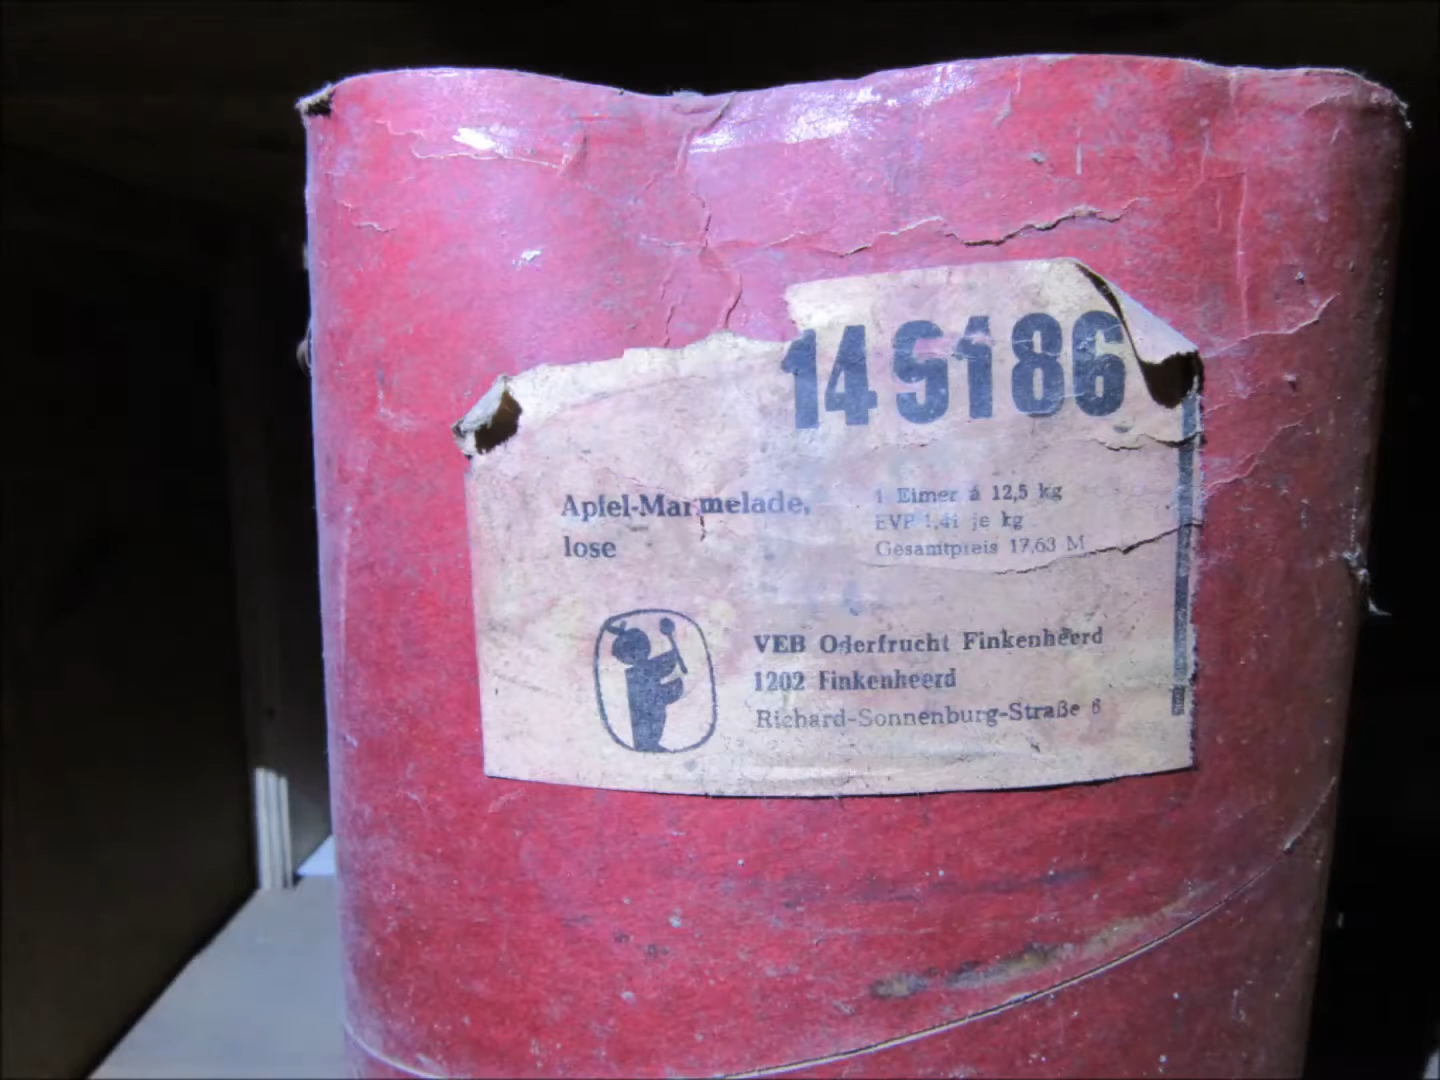 149186
Apfel-Marmelade,
lose
1 Eimer á 12,5 kg
EVP 1,41 je kg
Gesamtpreis 17,63 M
VEB Oderfrucht Finkenheerd
1202 Finkenheerd
Richard-Sonnenburg-Straße 6